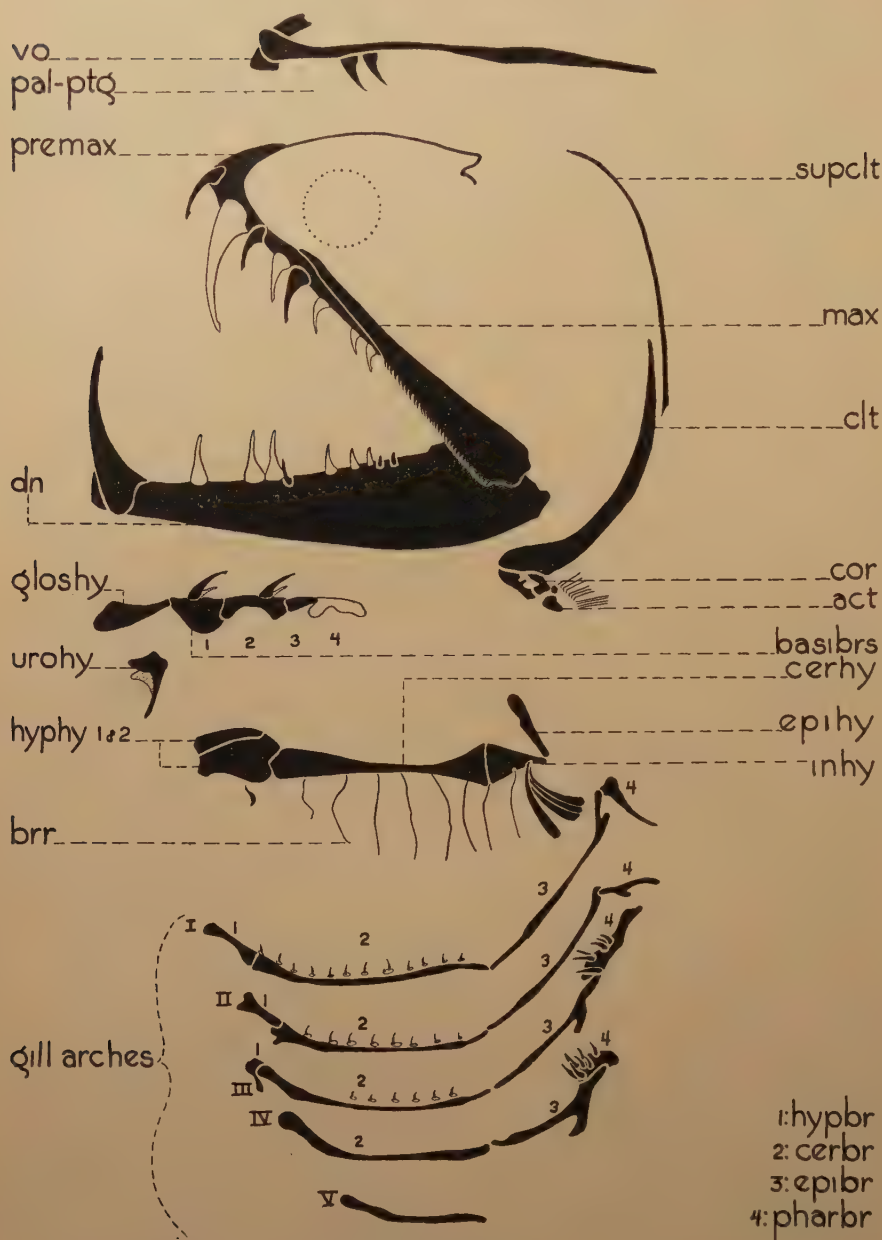 vo
pal-ptg
premax
supclt
max
clt
dn
gloshy
cor
act
1 2 3 4
basibrs
urohy
cerhy
hyphy 1&2
epihy
inhy
brr
4
3
4
I 1 2
4
3
II 1 2
3
4
gill arches
1 2
III
IV 2
3
V
1: hypbr
2: cerbr
3: epibr
4: pharbr